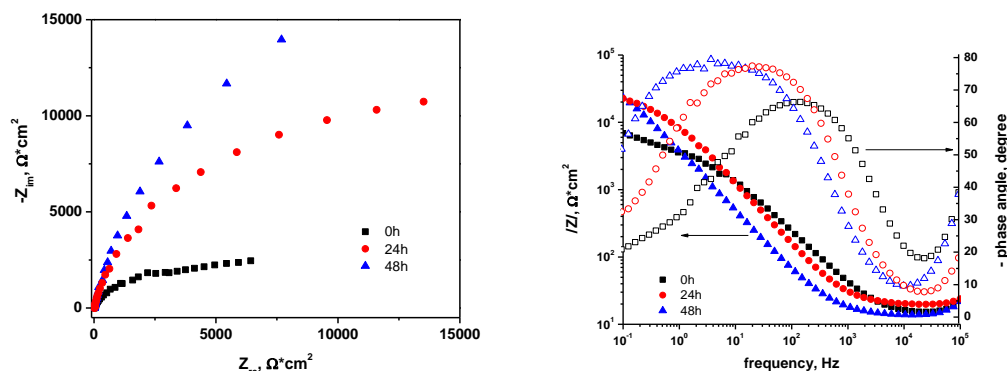 15000
10000
5000
0
-Z_im, Ω*cm²
0
5000
10000
15000
Ω*cm²
0h
24h
48h
10⁵
10⁴
10³
10²
10¹
/Z/, Ω*cm²
10⁻¹
10⁰
10¹
10²
10³
10⁴
10⁵
frequency, Hz
80
70
60
50
40
30
20
10
0
- phase angle, degree
0h
24h
48h